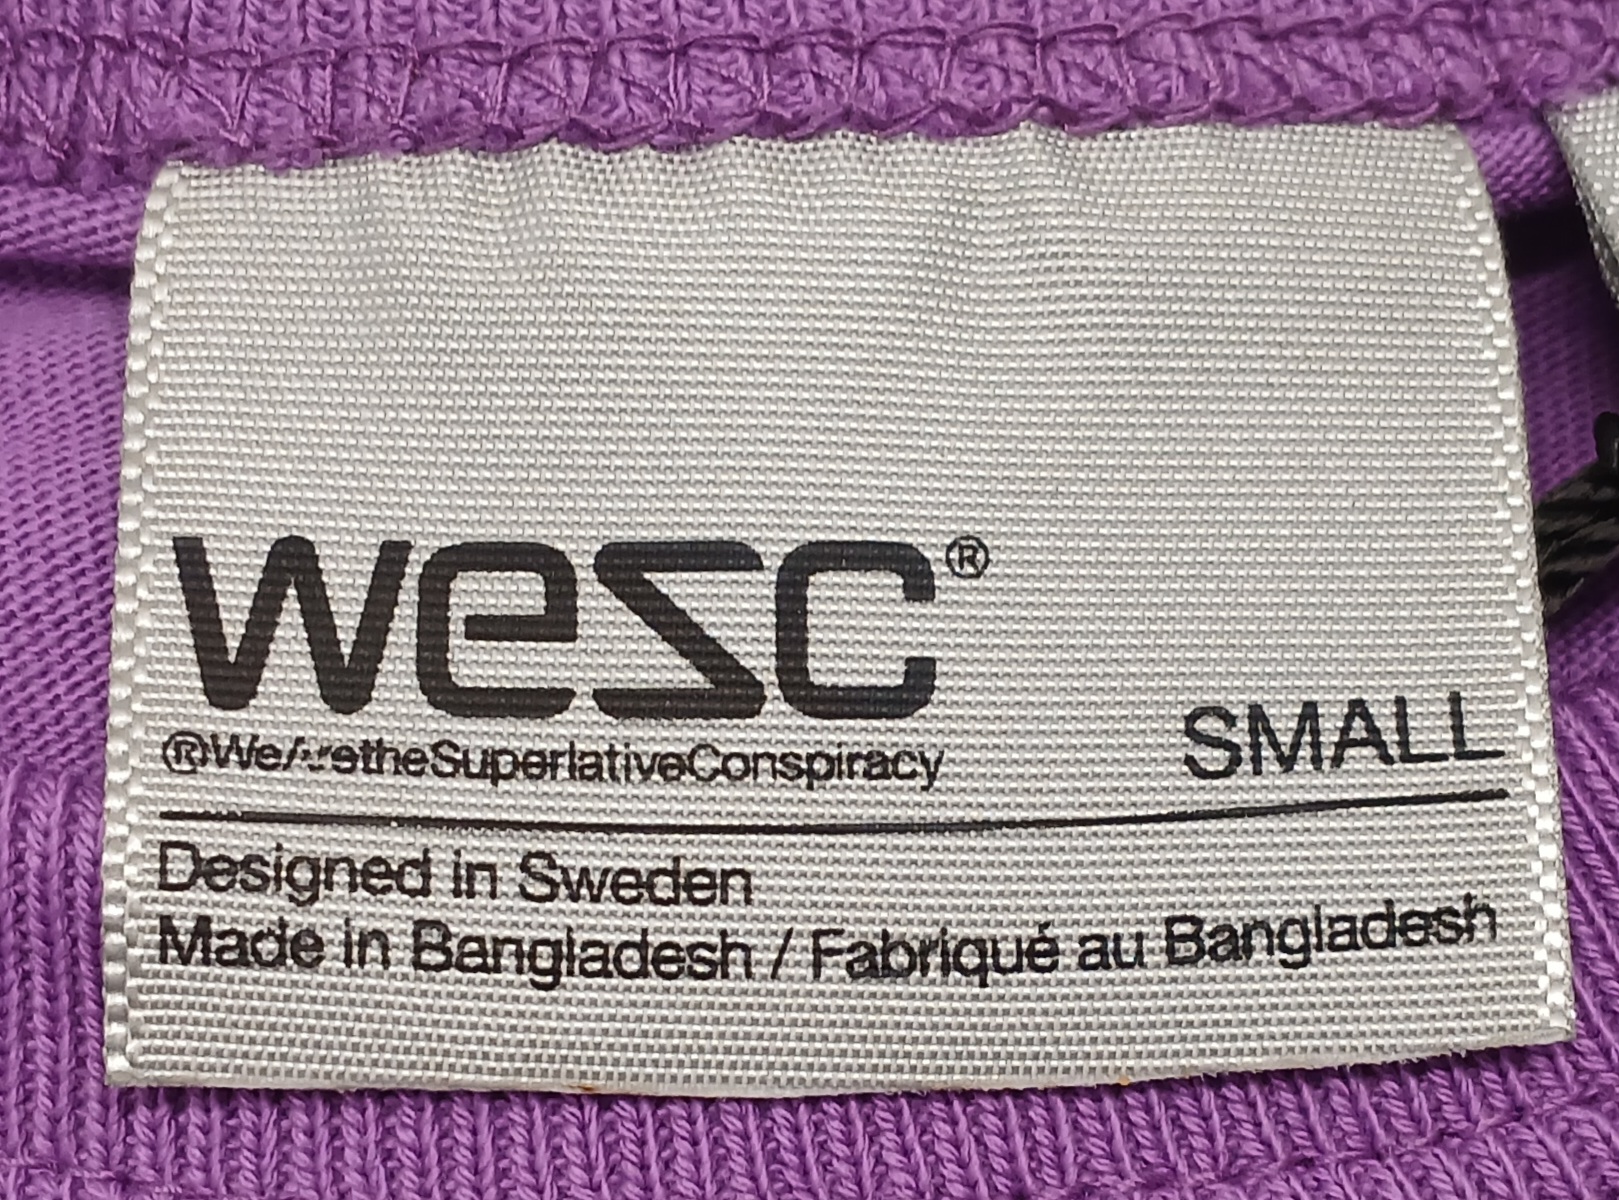 wesc®
®WeAretheSuperlativeConspiracy
SMALL
Designed in Sweden
Made in Bangladesh / Fabriqué au Bangladesh